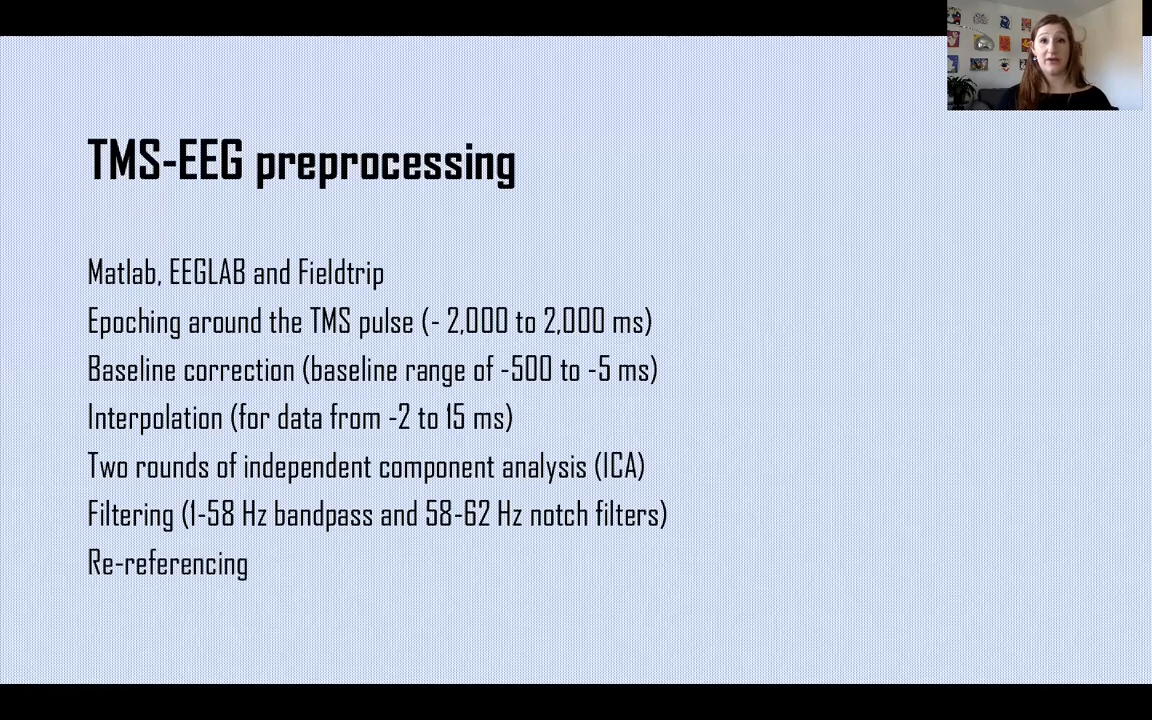 TMS-EEG preprocessing
Matlab, EEGLAB and Fieldtrip
Epoching around the TMS pulse (- 2,000 to 2,000 ms)
Baseline correction (baseline range of -500 to -5 ms)
Interpolation (for data from -2 to 15 ms)
Two rounds of independent component analysis (ICA)
Filtering (1-58 Hz bandpass and 58-62 Hz notch filters)
Re-referencing